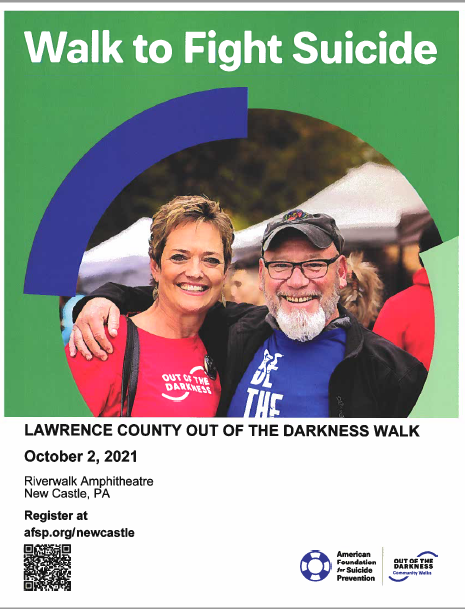 Walk to Fight Suicide
OUT OF THE
DARKNESS
BE
THE
LAWRENCE COUNTY OUT OF THE DARKNESS WALK
October 2, 2021
Riverwalk Amphitheatre
New Castle, PA
Register at
afsp.org/newcastle
American
Foundation
for Suicide
Prevention
OUT OF THE
DARKNESS
Community Walks